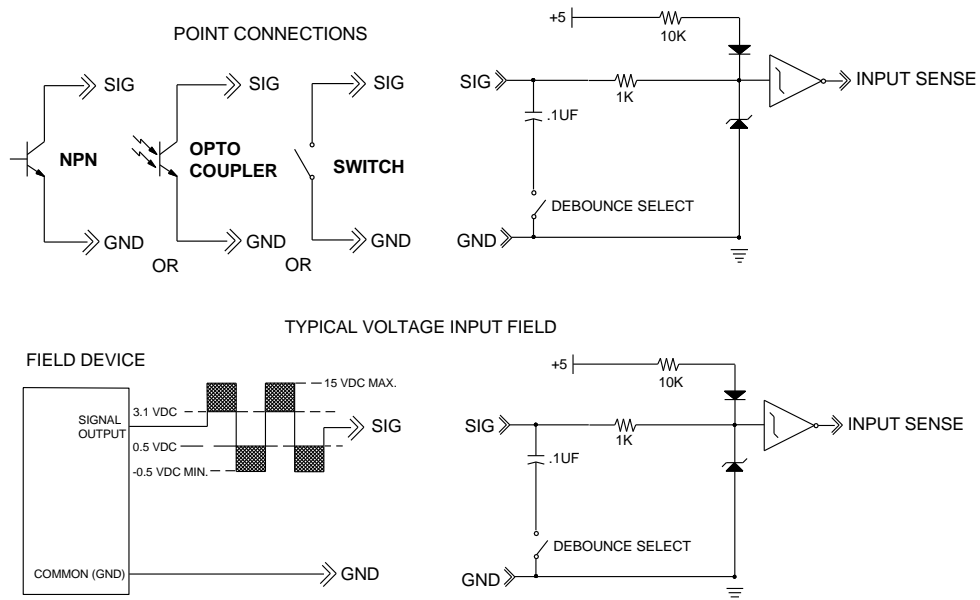 POINT CONNECTIONS
SIG
NPN
GND
OR
SIG
OPTO
COUPLER
GND
OR
SIG
SWITCH
GND
+5
10K
SIG
1K
.1UF
INPUT SENSE
DEBOUNCE SELECT
GND
TYPICAL VOLTAGE INPUT FIELD
FIELD DEVICE
15 VDC MAX.
3.1 VDC
SIGNAL
OUTPUT
SIG
0.5 VDC
-0.5 VDC MIN.
COMMON (GND)
GND
+5
10K
SIG
1K
.1UF
INPUT SENSE
DEBOUNCE SELECT
GND